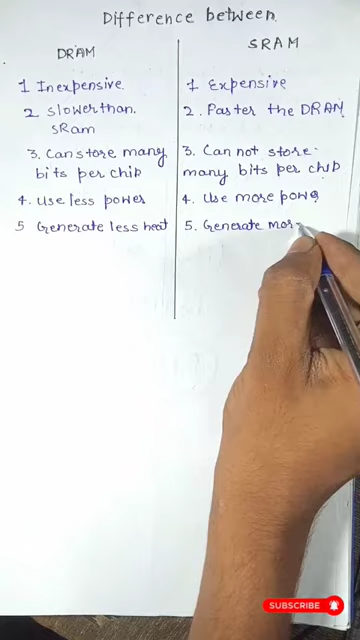 Difference between
DRAM
SRAM
1 Inexpensive.
1 Expensive
2 slower than
SRam
2. Faster the DRAM
3. Can store many
bits per chip
3. Can not store
many bits per chip
4. Use less power
4. Use more powe
5 Generate less heat
5. Generate mor
SUBSCRIBE